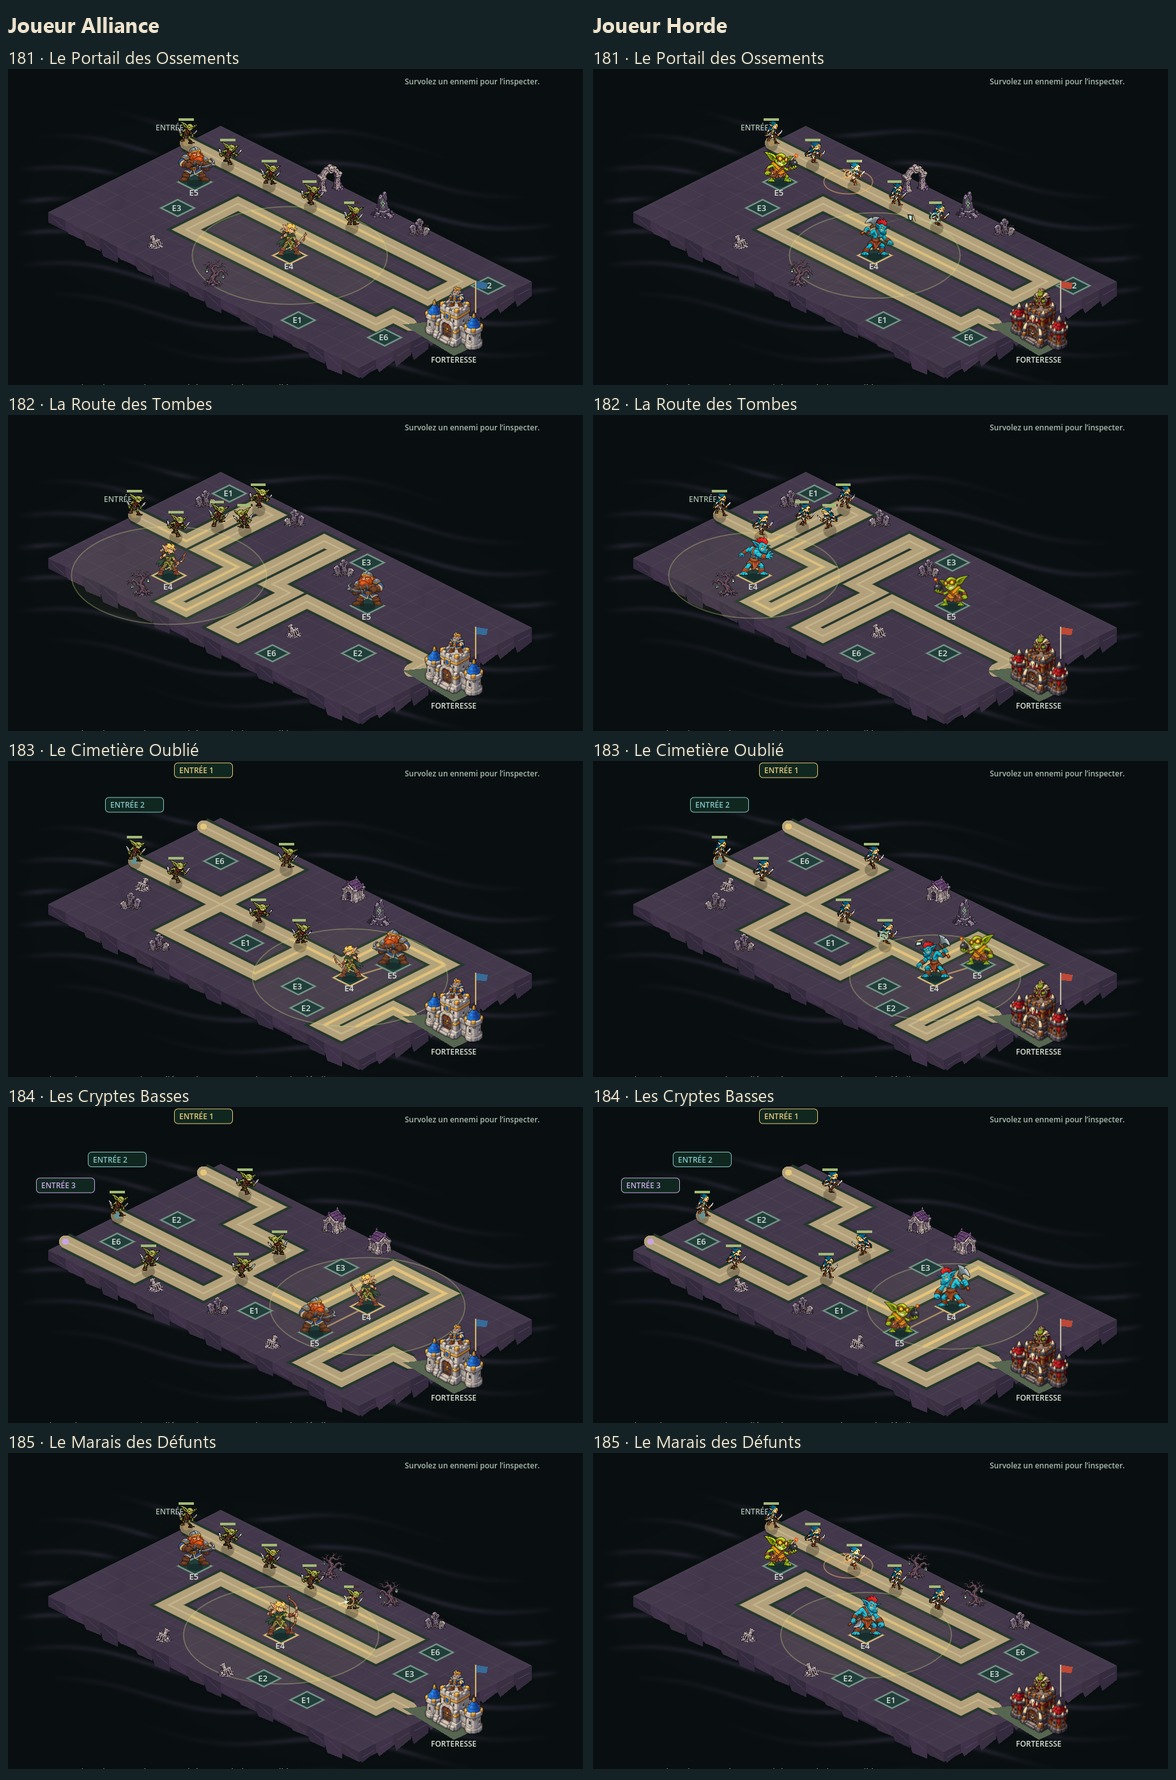 Joueur Alliance
Joueur Horde
181 · Le Portail des Ossements
181 · Le Portail des Ossements
Survolez un ennemi pour l'inspecter.
ENTRÉE
E5
E3
E4
2
E1
E6
FORTERESSE
Survolez un ennemi pour l'inspecter.
ENTRÉE
E5
E3
E4
2
E1
E6
FORTERESSE
182 · La Route des Tombes
182 · La Route des Tombes
Survolez un ennemi pour l'inspecter.
E1
ENTRÉE
E3
E4
E5
E6
E2
FORTERESSE
Survolez un ennemi pour l'inspecter.
E1
ENTRÉE
E3
E4
E5
E6
E2
FORTERESSE
183 · Le Cimetière Oublié
183 · Le Cimetière Oublié
ENTRÉE 1
Survolez un ennemi pour l'inspecter.
ENTRÉE 2
E6
E1
E5
E3
E4
E2
FORTERESSE
ENTRÉE 1
Survolez un ennemi pour l'inspecter.
ENTRÉE 2
E6
E1
E5
E3
E4
E2
FORTERESSE
184 · Les Cryptes Basses
184 · Les Cryptes Basses
ENTRÉE 1
Survolez un ennemi pour l'inspecter.
ENTRÉE 2
ENTRÉE 3
E2
E6
E3
E1
E4
E5
FORTERESSE
ENTRÉE 1
Survolez un ennemi pour l'inspecter.
ENTRÉE 2
ENTRÉE 3
E2
E6
E3
E1
E4
E5
FORTERESSE
185 · Le Marais des Défunts
185 · Le Marais des Défunts
Survolez un ennemi pour l'inspecter.
ENTRÉE
E5
E4
E6
E3
E2
E1
FORTERESSE
Survolez un ennemi pour l'inspecter.
ENTRÉE
E5
E4
E6
E3
E2
E1
FORTERESSE